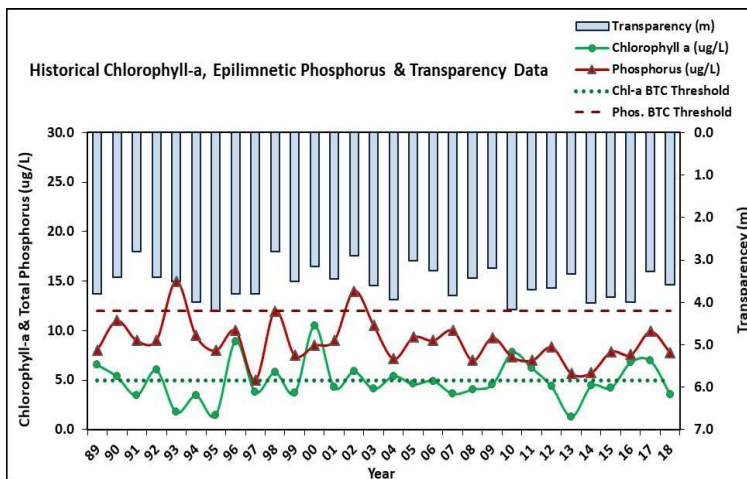 Transparency (m)
Chlorophyll a (ug/L)
Phosphorus (ug/L)
Chl-a BTC Threshold
Phos. BTC Threshold
Historical Chlorophyll-a, Epilimnetic Phosphorus & Transparency Data
30.0
25.0
20.0
15.0
10.0
5.0
0.0
Chlorophyll-a & Total Phosphorus (ug/L)
0.0
1.0
2.0
3.0
4.0
5.0
6.0
7.0
Transparencey (m)
89 90 91 92 93 94 95 96 97 98 99 00 01 02 03 04 05 06 07 08 09 10 11 12 13 14 15 16 17 18
Year